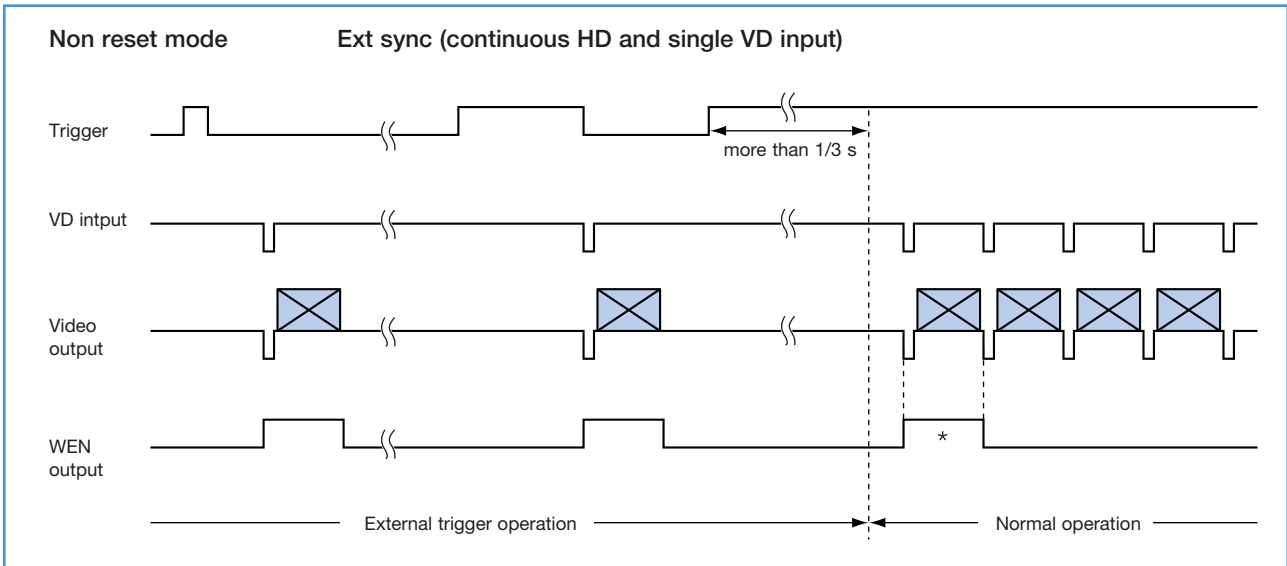 Non reset mode
Ext sync (continuous HD and single VD input)
Trigger
more than 1/3 s
VD intput
Video
output
WEN
output
*
External trigger operation
Normal operation